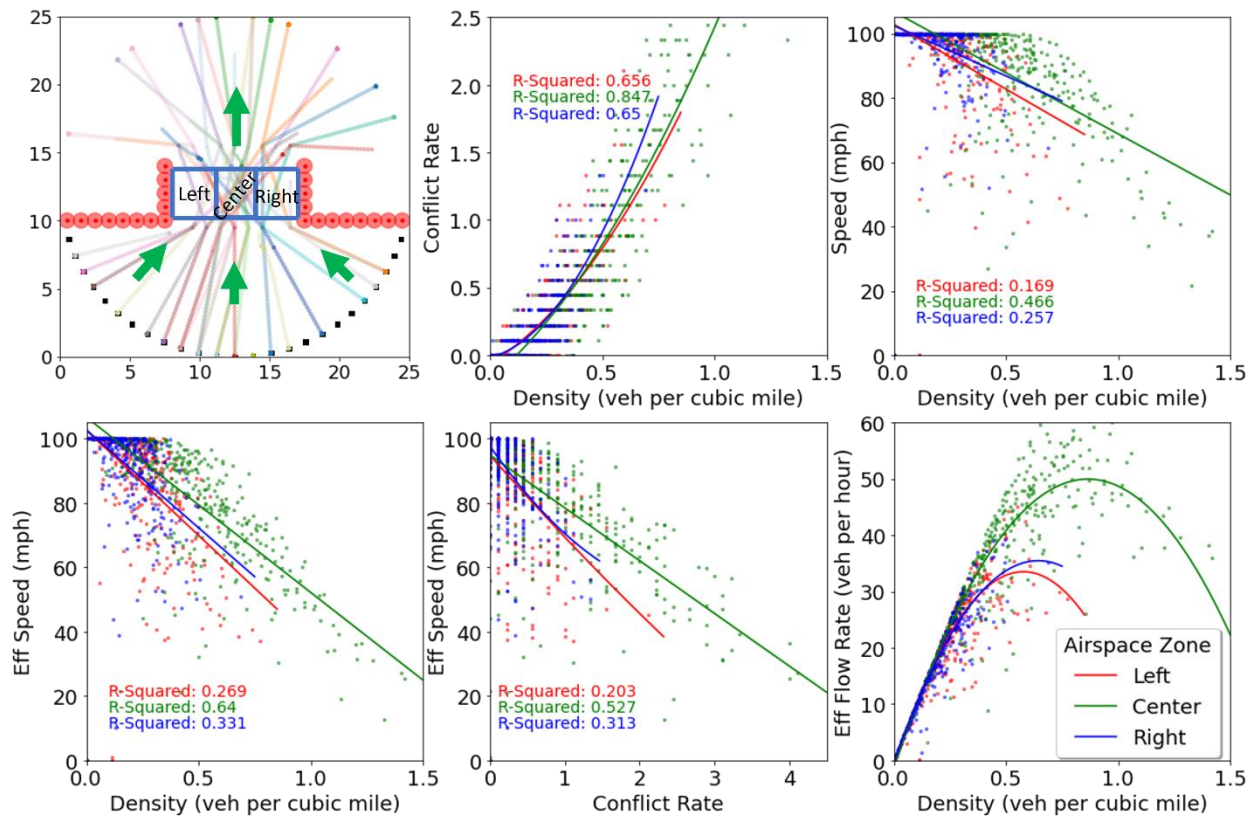 25
20
15
10
5
0
0 5 10 15 20 25
Left
Center
Right
2.5
2.0
1.5
1.0
0.5
0.0
Conflict Rate
R-Squared: 0.656
R-Squared: 0.847
R-Squared: 0.65
0.0 0.5 1.0 1.5
Density (veh per cubic mile)
100
80
60
40
20
0
Speed (mph)
R-Squared: 0.169
R-Squared: 0.466
R-Squared: 0.257
0.0 0.5 1.0 1.5
Density (veh per cubic mile)
100
80
60
40
20
0
Eff Speed (mph)
R-Squared: 0.269
R-Squared: 0.64
R-Squared: 0.331
0.0 0.5 1.0 1.5
Density (veh per cubic mile)
100
80
60
40
20
0
Eff Speed (mph)
R-Squared: 0.203
R-Squared: 0.527
R-Squared: 0.313
0 1 2 3 4
Conflict Rate
60
50
40
30
20
10
0
Eff Flow Rate (veh per hour)
Airspace Zone
Left
Center
Right
0.0 0.5 1.0 1.5
Density (veh per cubic mile)